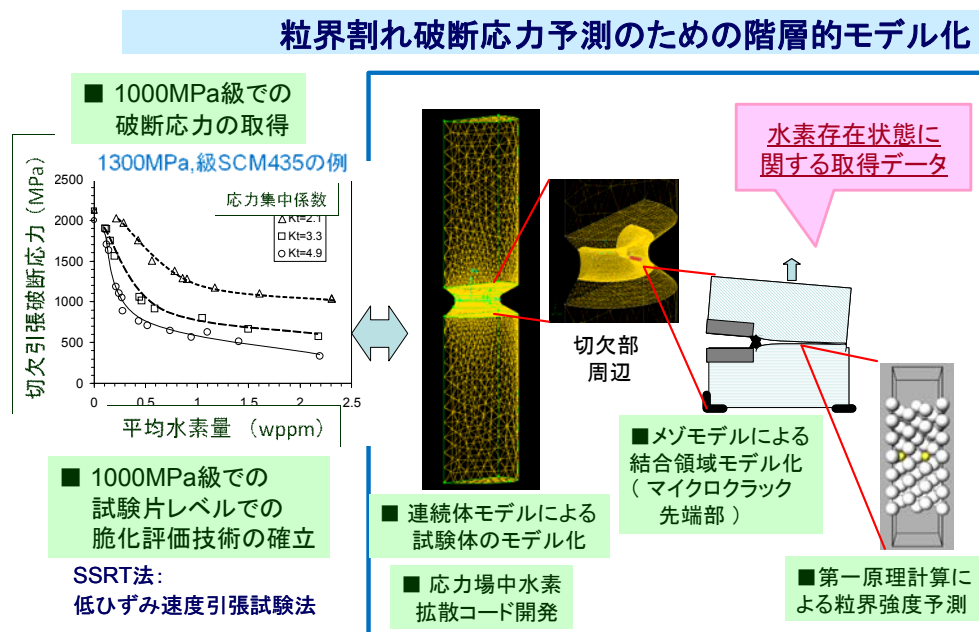 粒界割れ破断応力予測のための階層的モデル化
■ 1000MPa級での
破断応力の取得
1300MPa,級SCM435の例
切欠引張破断応力 (MPa)
2500
2000
1500
1000
500
0
応力集中係数
Kt=2.1
Kt=3.3
Kt=4.9
0
0.5
1
1.5
2
2.5
平均水素量 (wppm)
■ 1000MPa級での
試験片レベルでの
脆化評価技術の確立
SSRT法:
低ひずみ速度引張試験法
切欠部
周辺
水素存在状態に
関する取得データ
■ 連続体モデルによる
試験体のモデル化
■ 応力場中水素
拡散コード開発
■メゾモデルによる
結合領域モデル化
( マイクロクラック
先端部 )
■第一原理計算に
よる粒界強度予測